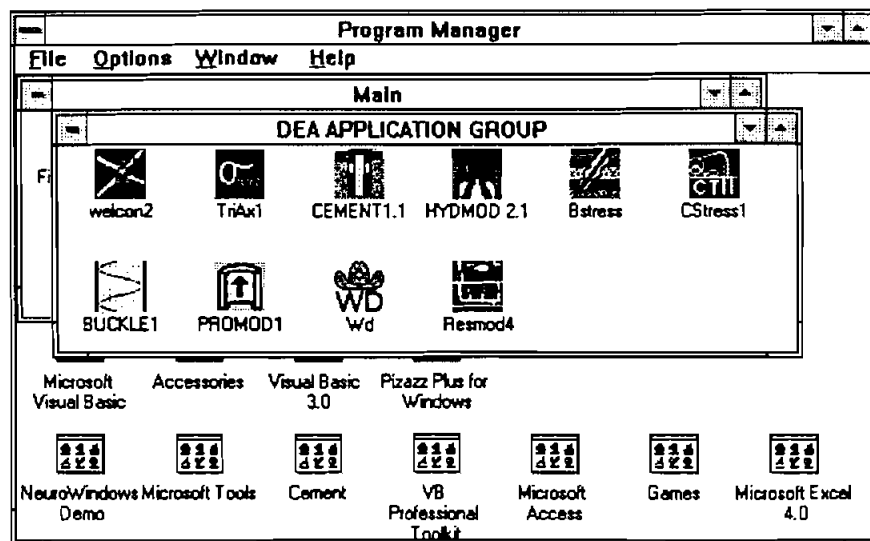 Program Manager
File Options Window Help
Main
DEA APPLICATION GROUP
welcon2 TriAx1 CEMENT1.1 HYDMOD 2.1 Bstress CStress1
CTII
BUCKLE1 PROMOD1 Wd Resmod4
WD
Microsoft Visual Basic
Accessories
Visual Basic 3.0
Pizazz Plus for Windows
NeuroWindows Demo
Microsoft Tools
Cement
VB Professional Toolkit
Microsoft Access
Games
Microsoft Excel 4.0